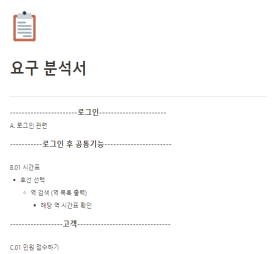 요구 분석서
-----------------------로그인-----------------------
A. 로그인 관련
-----------로그인 후 공통기능-----------------------
B.01 시간표
호선 선택
역 검색 (역 목록 출력)
해당 역 시간표 확인
------------------고객--------------------------------
C.01 민원 접수하기